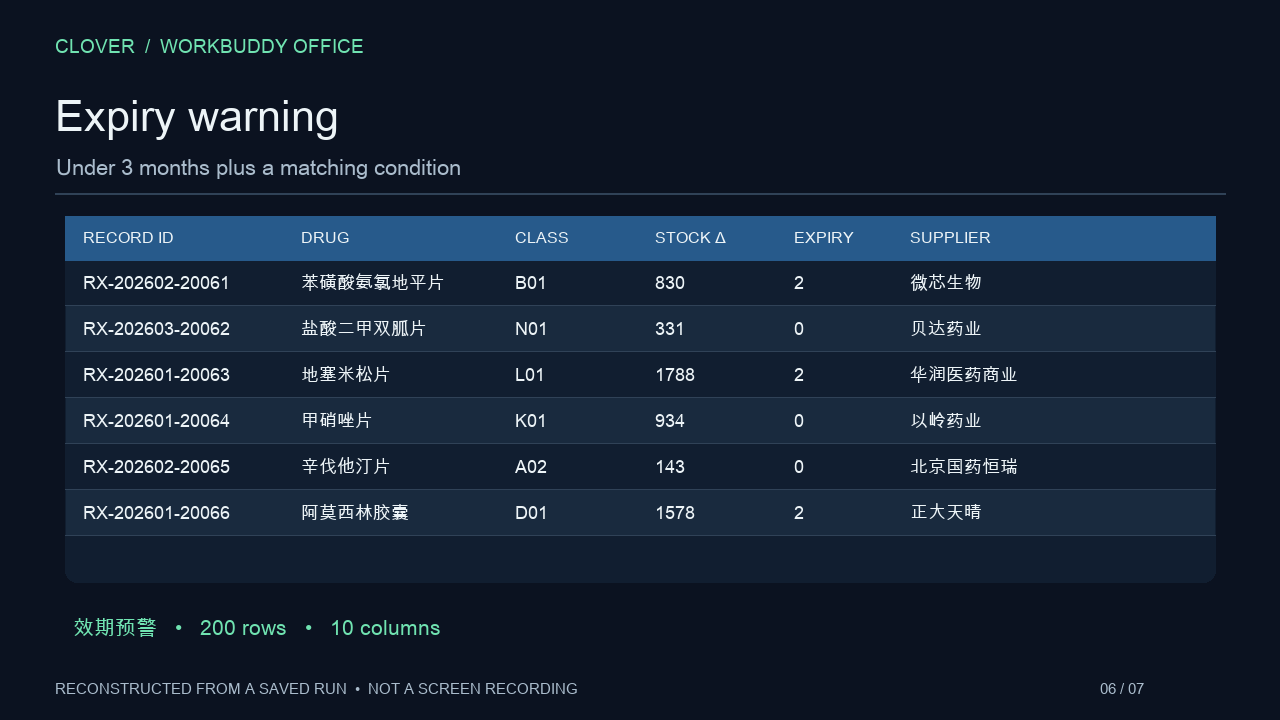 CLOVER / WORKBUDDY OFFICE
Expiry warning
Under 3 months plus a matching condition
RECORD ID DRUG CLASS STOCK Δ EXPIRY SUPPLIER
RX-202602-20061 苯磺酸氨氯地平片 B01 830 2 微芯生物
RX-202603-20062 盐酸二甲双胍片 N01 331 0 贝达药业
RX-202601-20063 地塞米松片 L01 1788 2 华润医药商业
RX-202601-20064 甲硝唑片 K01 934 0 以岭药业
RX-202602-20065 辛伐他汀片 A02 143 0 北京国药恒瑞
RX-202601-20066 阿莫西林胶囊 D01 1578 2 正大天晴
效期预警 • 200 rows • 10 columns
RECONSTRUCTED FROM A SAVED RUN • NOT A SCREEN RECORDING 06 / 07